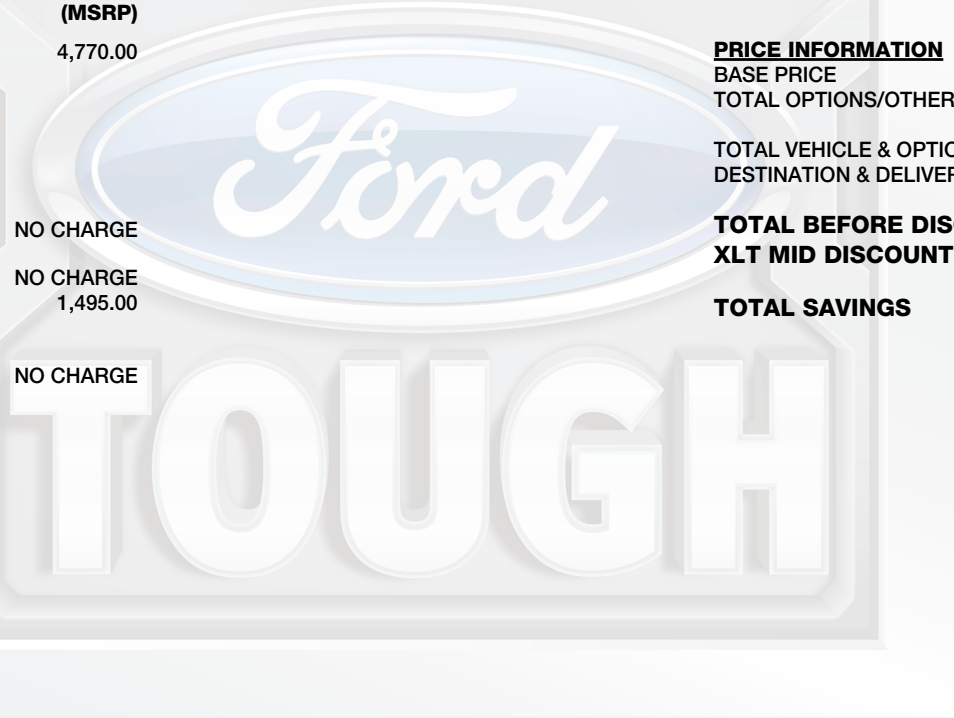 (MSRP)
4,770.00
NO CHARGE
NO CHARGE
1,495.00
NO CHARGE
PRICE INFORMATION
BASE PRICE
TOTAL OPTIONS/OTHER
TOTAL VEHICLE & OPTIO
DESTINATION & DELIVER
TOTAL BEFORE DIS
XLT MID DISCOUNT
TOTAL SAVINGS
Ford
TOUGH